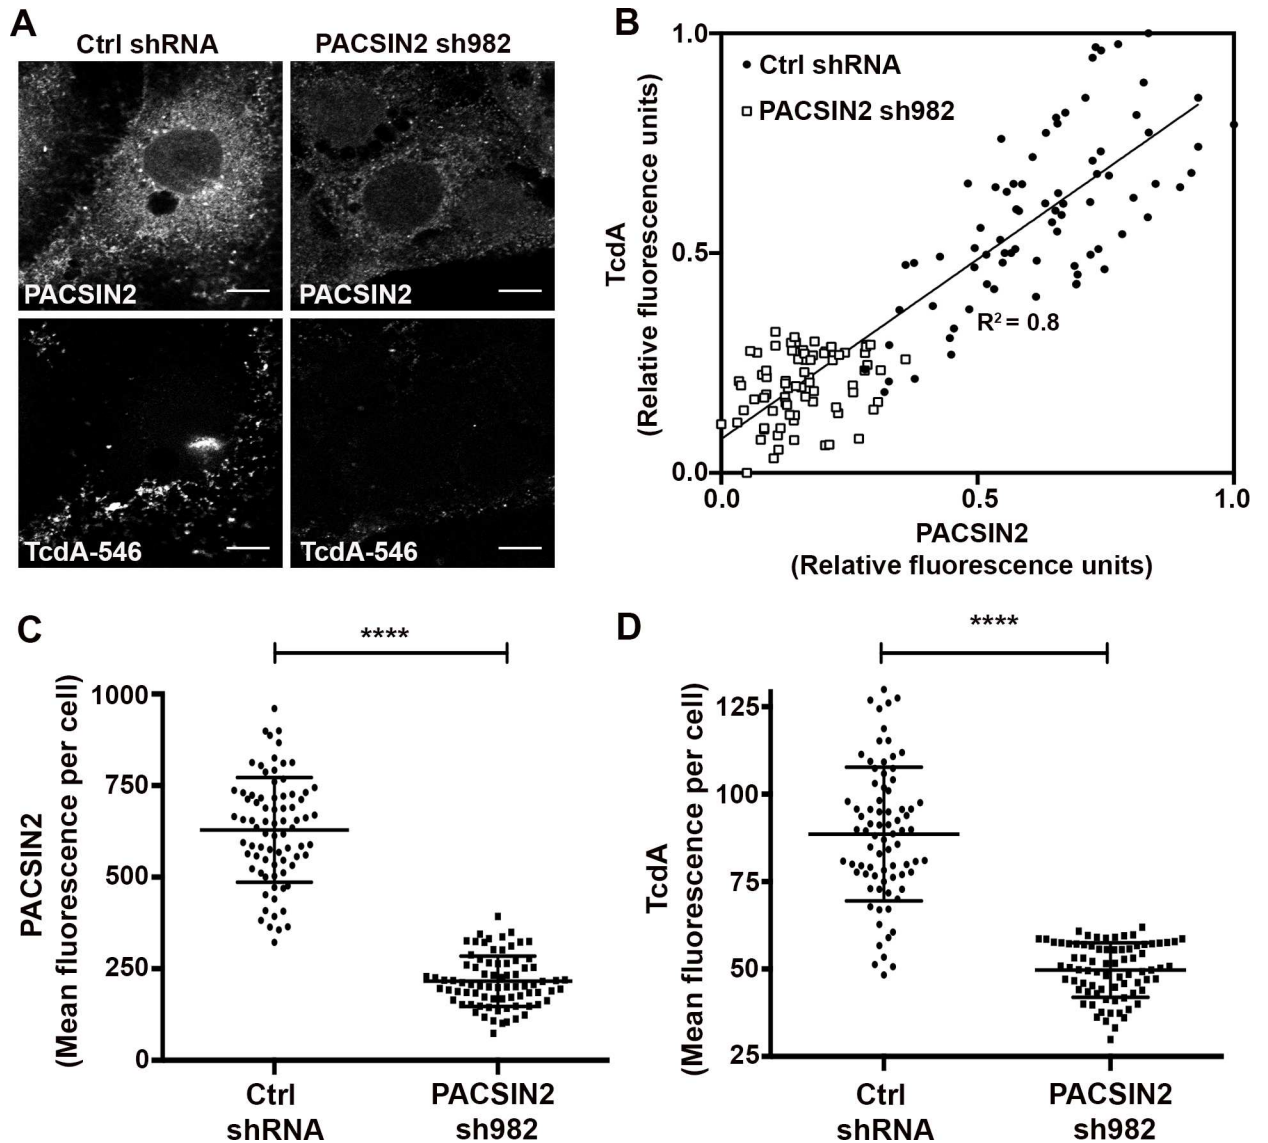 A
Ctrl shRNA
PACSIN2 sh982
PACSIN2
PACSIN2
TcdA-546
TcdA-546
B
TcdA
(Relative fluorescence units)
1.0
0.5
0.0
Ctrl shRNA
PACSIN2 sh982
R² = 0.8
0.0
0.5
1.0
PACSIN2
(Relative fluorescence units)
C
****
PACSIN2
(Mean fluorescence per cell)
1000
750
500
250
0
Ctrl
shRNA
PACSIN2
sh982
D
****
TcdA
(Mean fluorescence per cell)
125
100
75
50
25
Ctrl
shRNA
PACSIN2
sh982